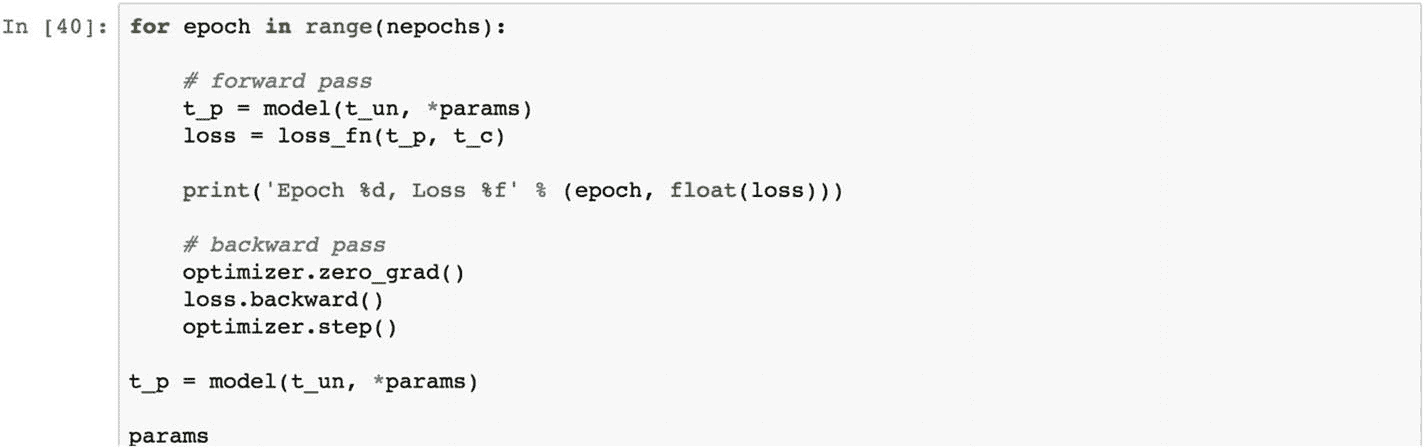 In [40]: for epoch in range(nepochs):
# forward pass
t_p = model(t_un, *params)
loss = loss_fn(t_p, t_c)
print('Epoch %d, Loss %f' % (epoch, float(loss)))
# backward pass
optimizer.zero_grad()
loss.backward()
optimizer.step()
t_p = model(t_un, *params)
params